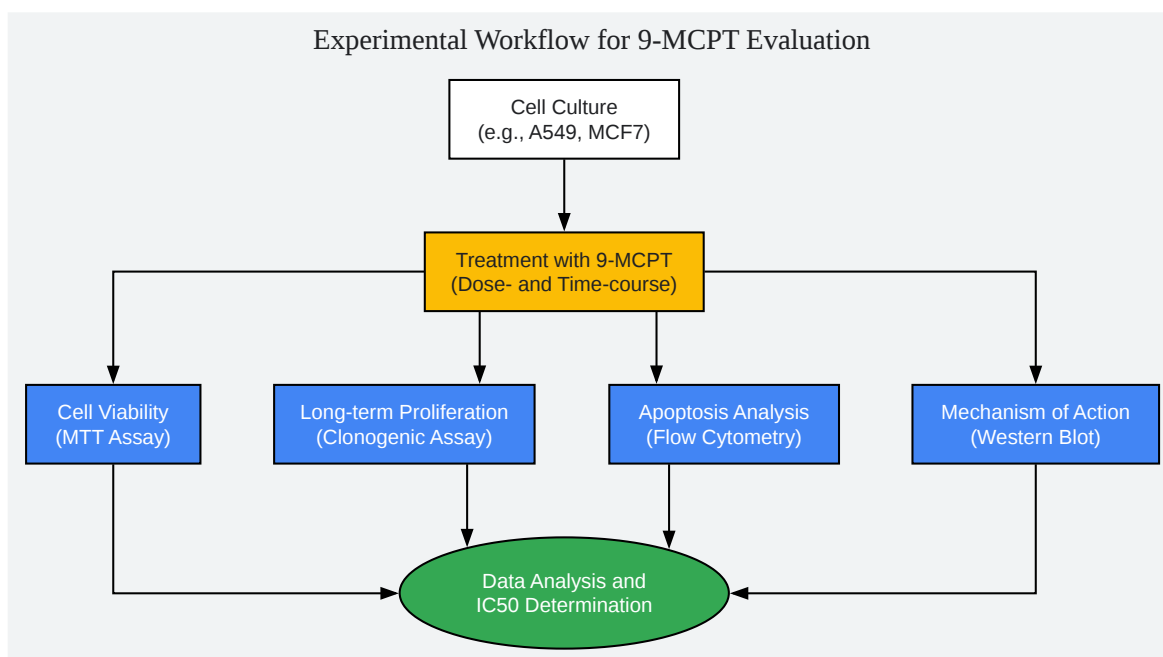 Experimental Workflow for 9-MCPT Evaluation
Cell Culture
(e.g., A549, MCF7)
Treatment with 9-MCPT
(Dose- and Time-course)
Cell Viability
(MTT Assay)
Long-term Proliferation
(Clonogenic Assay)
Apoptosis Analysis
(Flow Cytometry)
Mechanism of Action
(Western Blot)
Data Analysis and
IC50 Determination